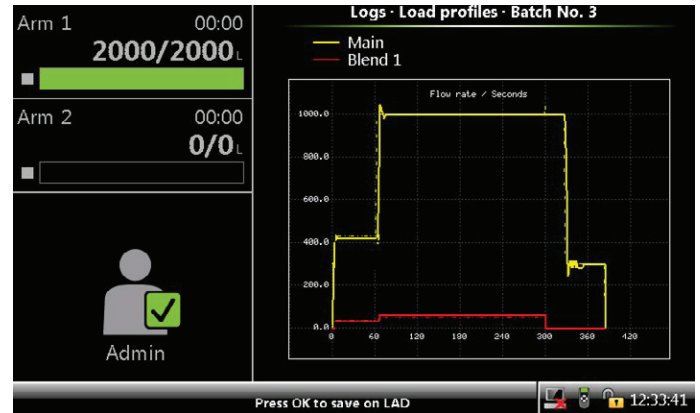 Arm 1 00:00
2000/2000L
Arm 2 00:00
0/0L
Admin
Logs · Load profiles · Batch No. 3
Main
Blend 1
Flow rate / Seconds
1000.0
800.0
600.0
400.0
200.0
0.0
0 60 120 180 240 300 360 420
Press OK to save on LAD
12:33:41